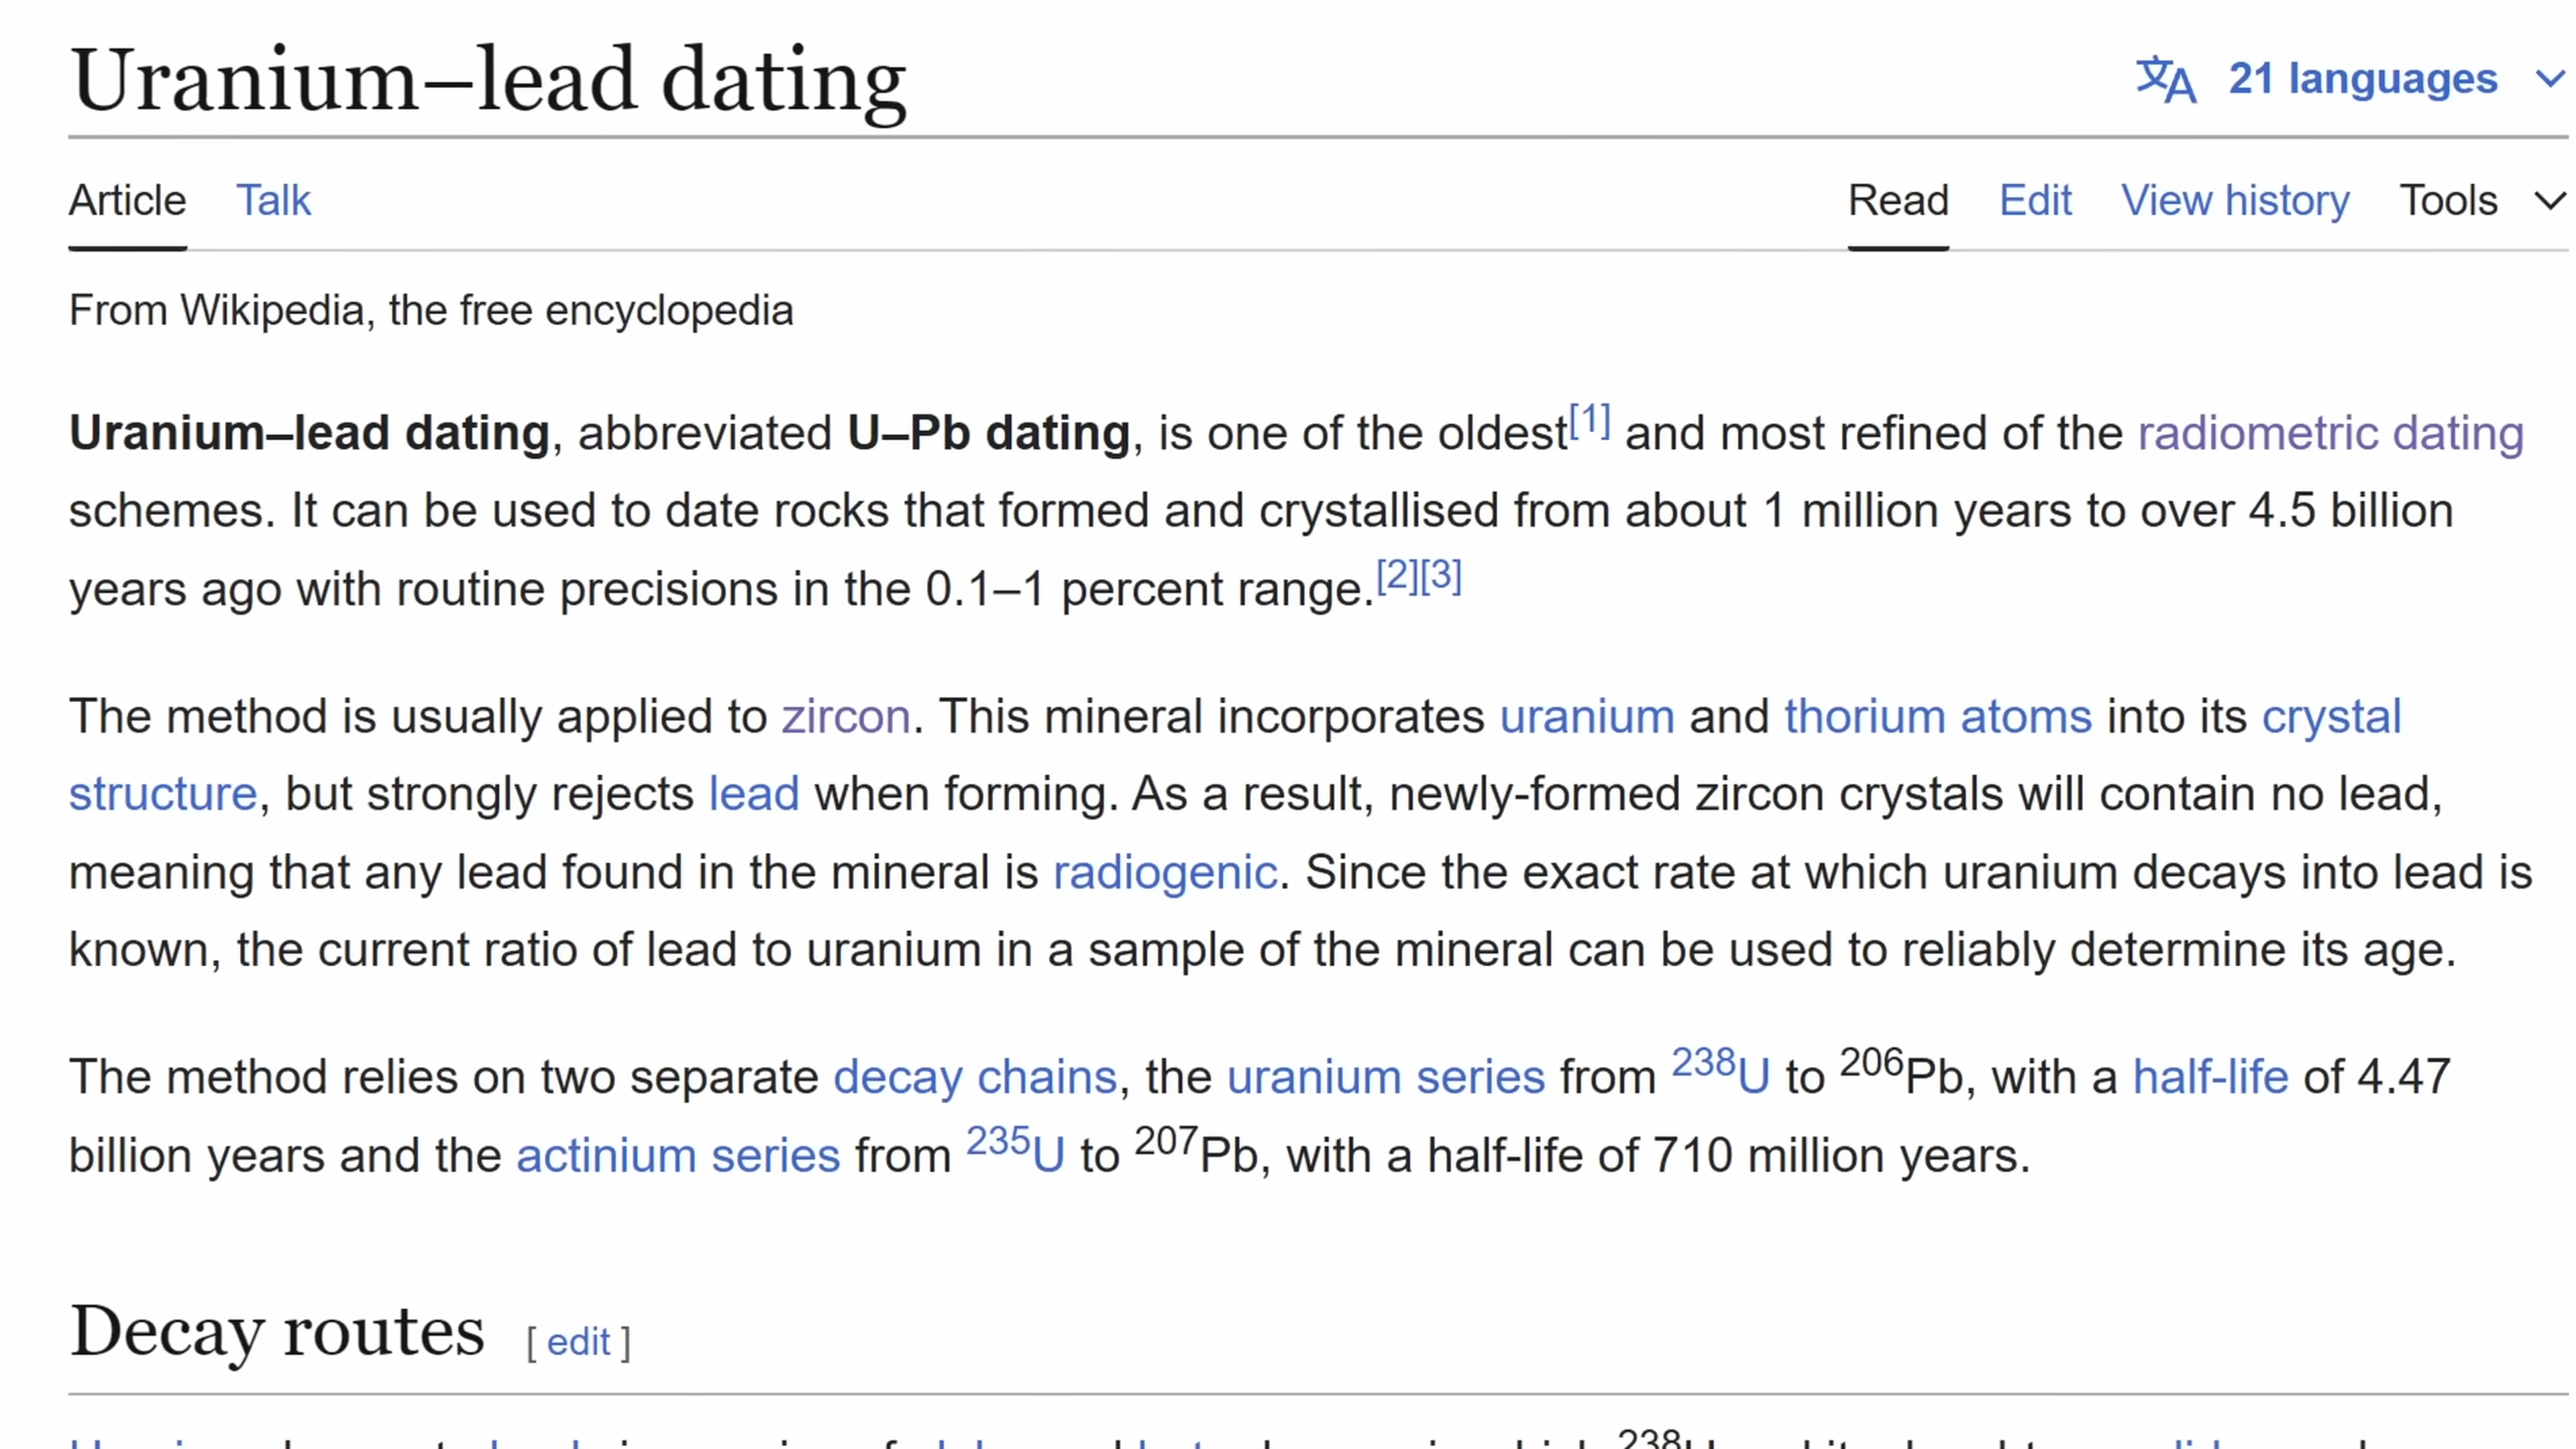 Uranium–lead dating
21 languages
Article Talk
Read Edit View history Tools
From Wikipedia, the free encyclopedia
Uranium–lead dating, abbreviated U–Pb dating, is one of the oldest[1] and most refined of the radiometric dating
schemes. It can be used to date rocks that formed and crystallised from about 1 million years to over 4.5 billion
years ago with routine precisions in the 0.1–1 percent range.[2][3]
The method is usually applied to zircon. This mineral incorporates uranium and thorium atoms into its crystal
structure, but strongly rejects lead when forming. As a result, newly-formed zircon crystals will contain no lead,
meaning that any lead found in the mineral is radiogenic. Since the exact rate at which uranium decays into lead is
known, the current ratio of lead to uranium in a sample of the mineral can be used to reliably determine its age.
The method relies on two separate decay chains, the uranium series from ²³⁸U to ²⁰⁶Pb, with a half-life of 4.47
billion years and the actinium series from ²³⁵U to ²⁰⁷Pb, with a half-life of 710 million years.
Decay routes [ edit ]